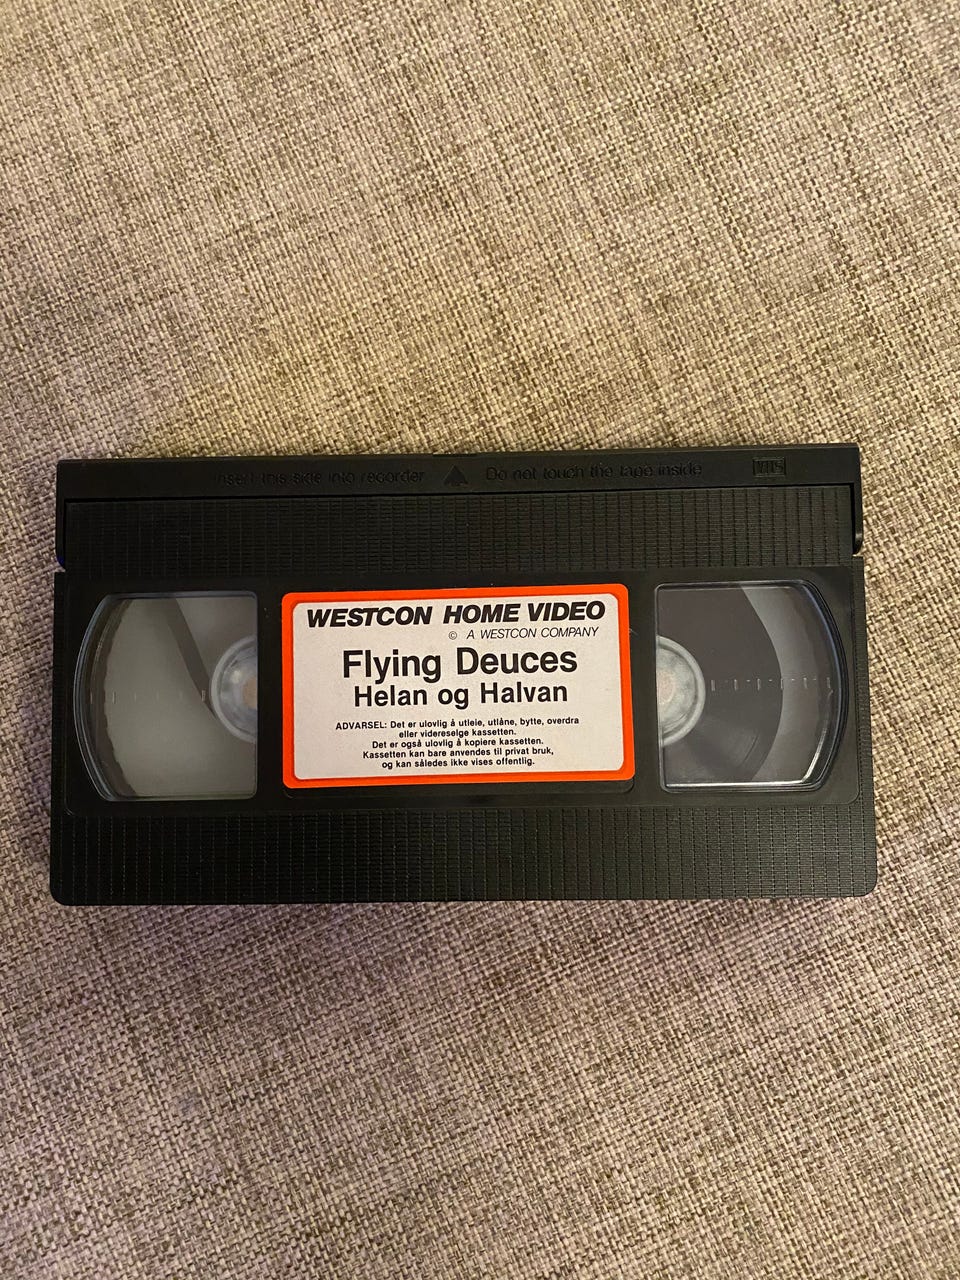 Insert this side into recorder ▲ Do not touch the tape inside VHS
WESTCON HOME VIDEO
© A WESTCON COMPANY
Flying Deuces
Helan og Halvan
ADVARSEL: Det er ulovlig å utleie, utlåne, bytte, overdra
eller videreselge kassetten.
Det er også ulovlig å kopiere kassetten.
Kassetten kan bare anvendes til privat bruk,
og kan således ikke vises offentlig.